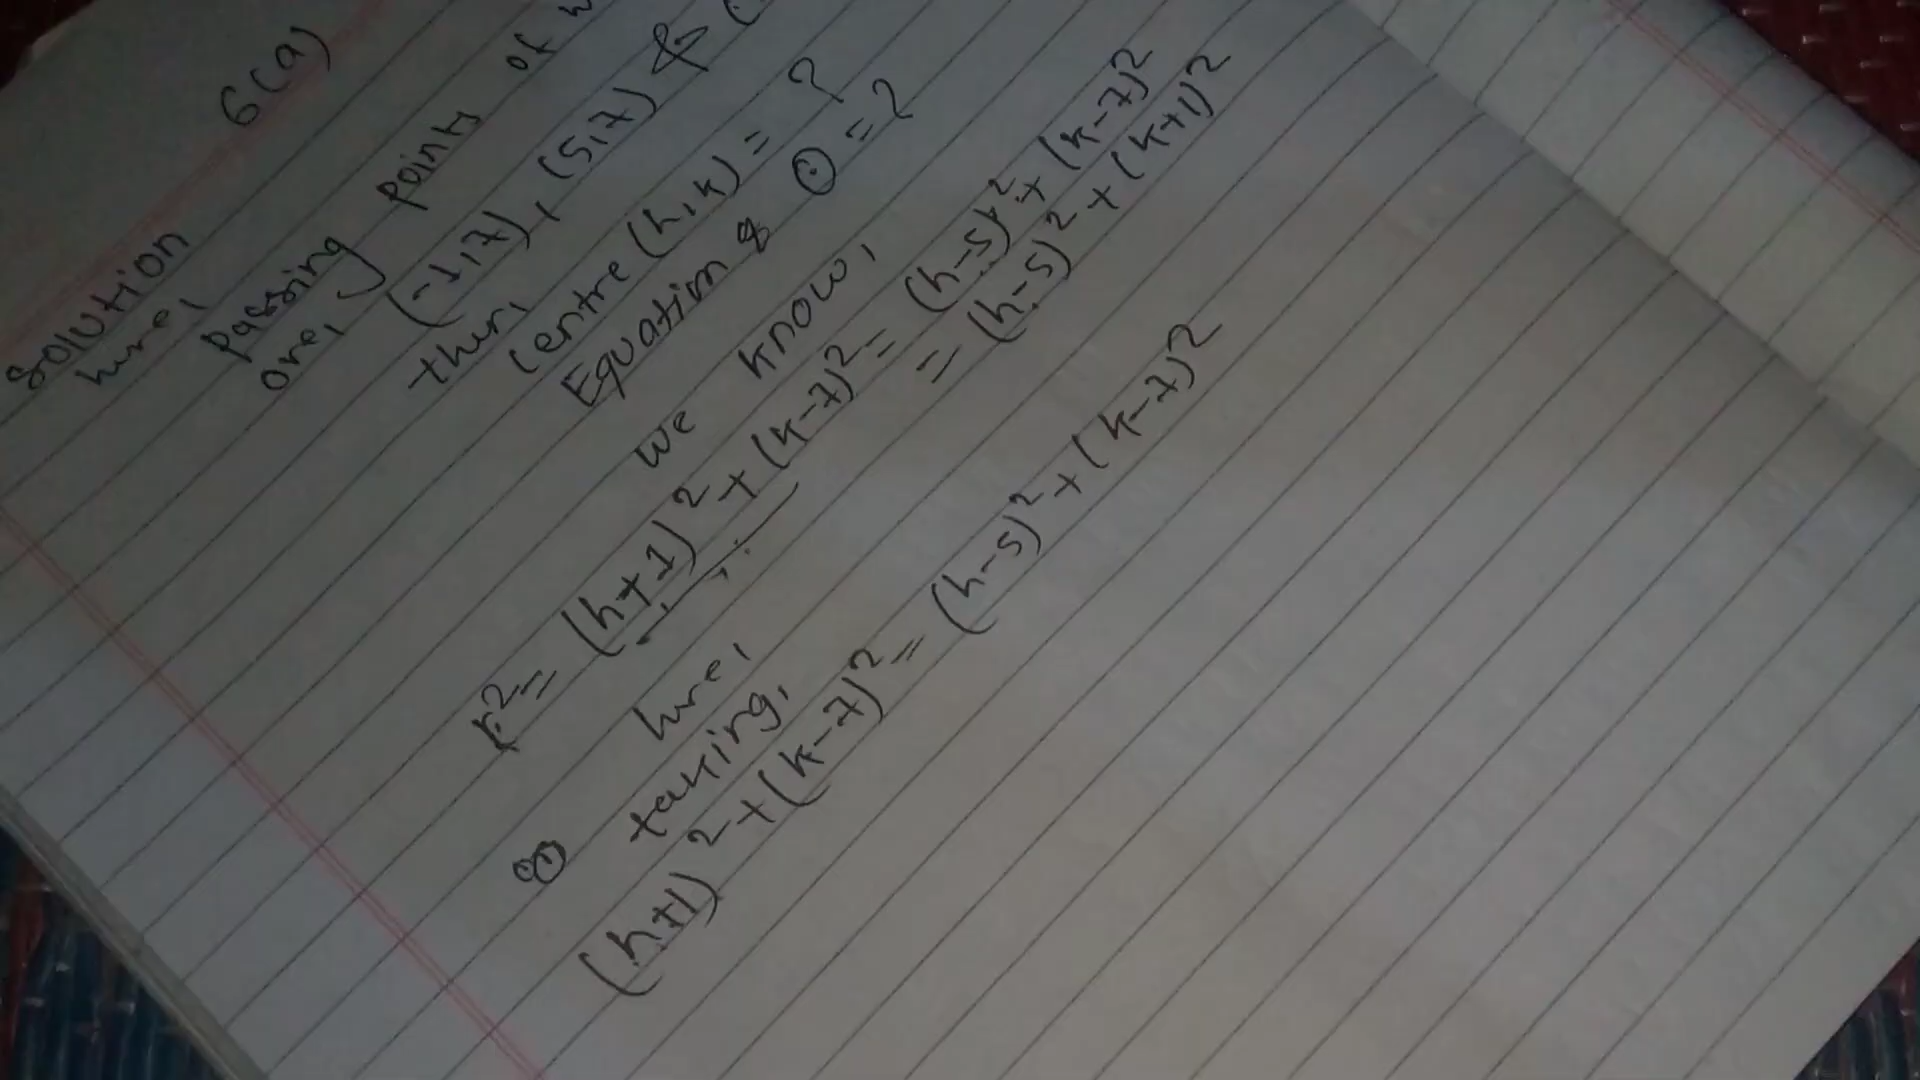 6(a)
Solution
here,
passing points of
are, (-1,7), (5,7) & (
then,
Centre (h,k) = ?
Equation of ⊙ = ?
we know,
r² = (h+1)² + (k-7)² = (h-5)² + (k-7)²
= (h-5)² + (k+1)²
here,
taking,
(h+1)² + (k-7)² = (h-5)² + (k-7)²